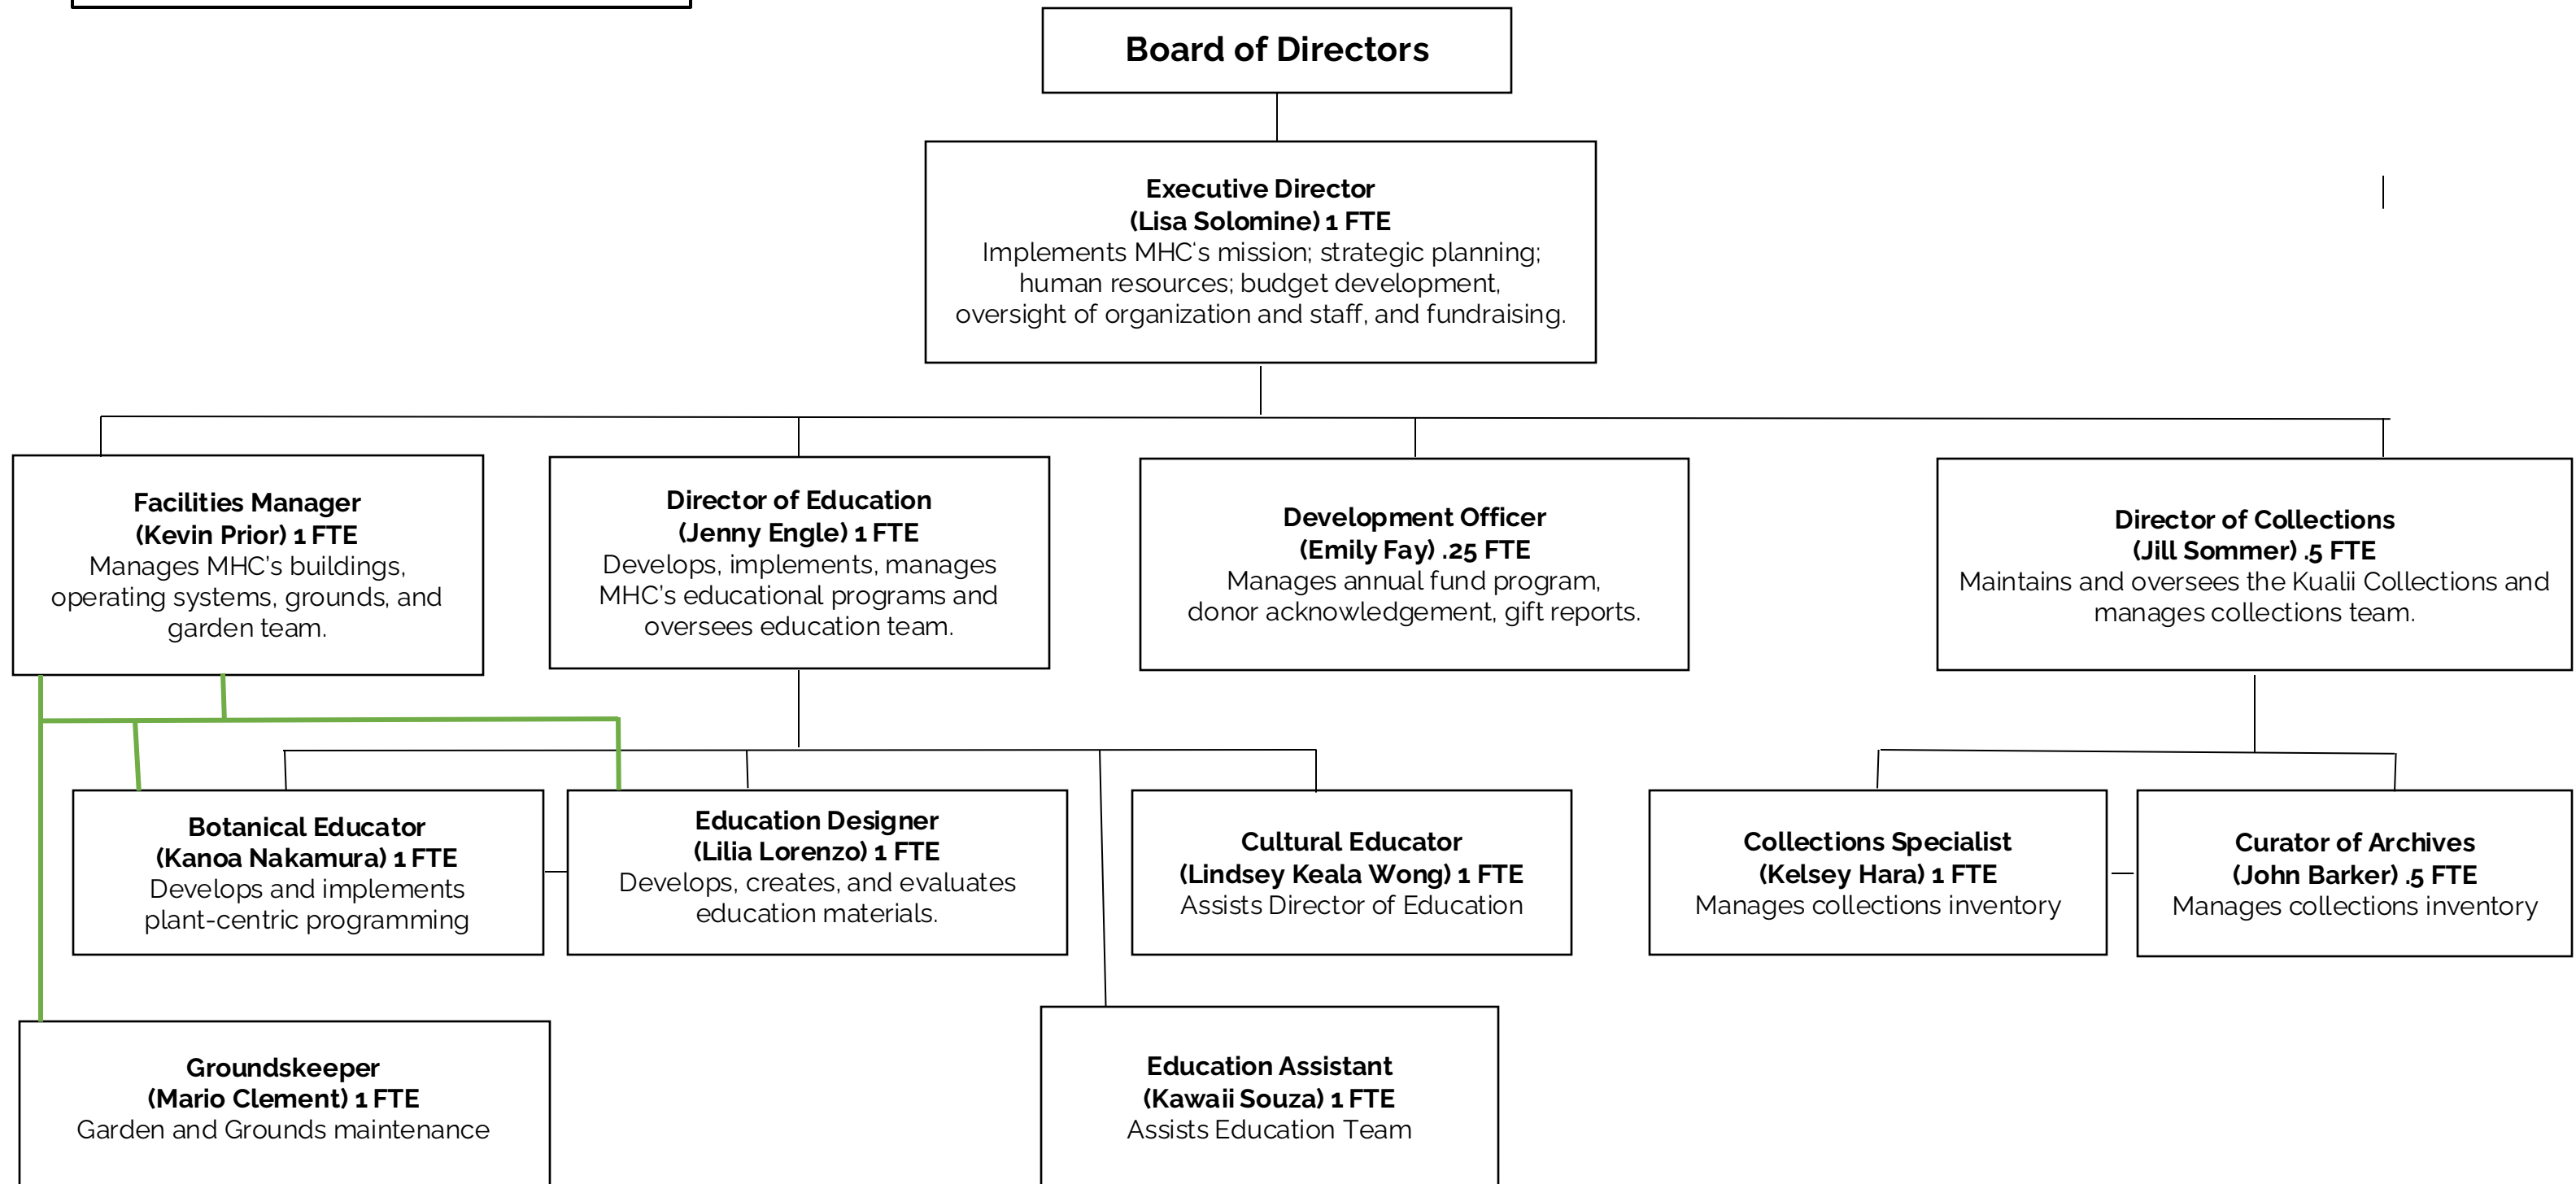 Board of Directors
Executive Director
(Lisa Solomine) 1 FTE
Implements MHC‘s mission; strategic planning;
human resources; budget development,
oversight of organization and staff, and fundraising.
Facilities Manager
(Kevin Prior) 1 FTE
Manages MHC’s buildings,
operating systems, grounds, and
garden team.
Director of Education
(Jenny Engle) 1 FTE
Develops, implements, manages
MHC’s educational programs and
oversees education team.
Development Officer
(Emily Fay) .25 FTE
Manages annual fund program,
donor acknowledgement, gift reports.
Director of Collections
(Jill Sommer) .5 FTE
Maintains and oversees the Kualii Collections and
manages collections team.
Botanical Educator
(Kanoa Nakamura) 1 FTE
Develops and implements
plant-centric programming
Education Designer
(Lilia Lorenzo) 1 FTE
Develops, creates, and evaluates
education materials.
Cultural Educator
(Lindsey Keala Wong) 1 FTE
Assists Director of Education
Collections Specialist
(Kelsey Hara) 1 FTE
Manages collections inventory
Curator of Archives
(John Barker) .5 FTE
Manages collections inventory
Groundskeeper
(Mario Clement) 1 FTE
Garden and Grounds maintenance
Education Assistant
(Kawaii Souza) 1 FTE
Assists Education Team